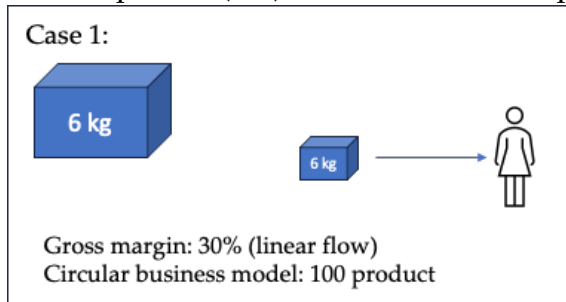 Case 1:
6 kg
6 kg
Gross margin: 30% (linear flow)
Circular business model: 100 product